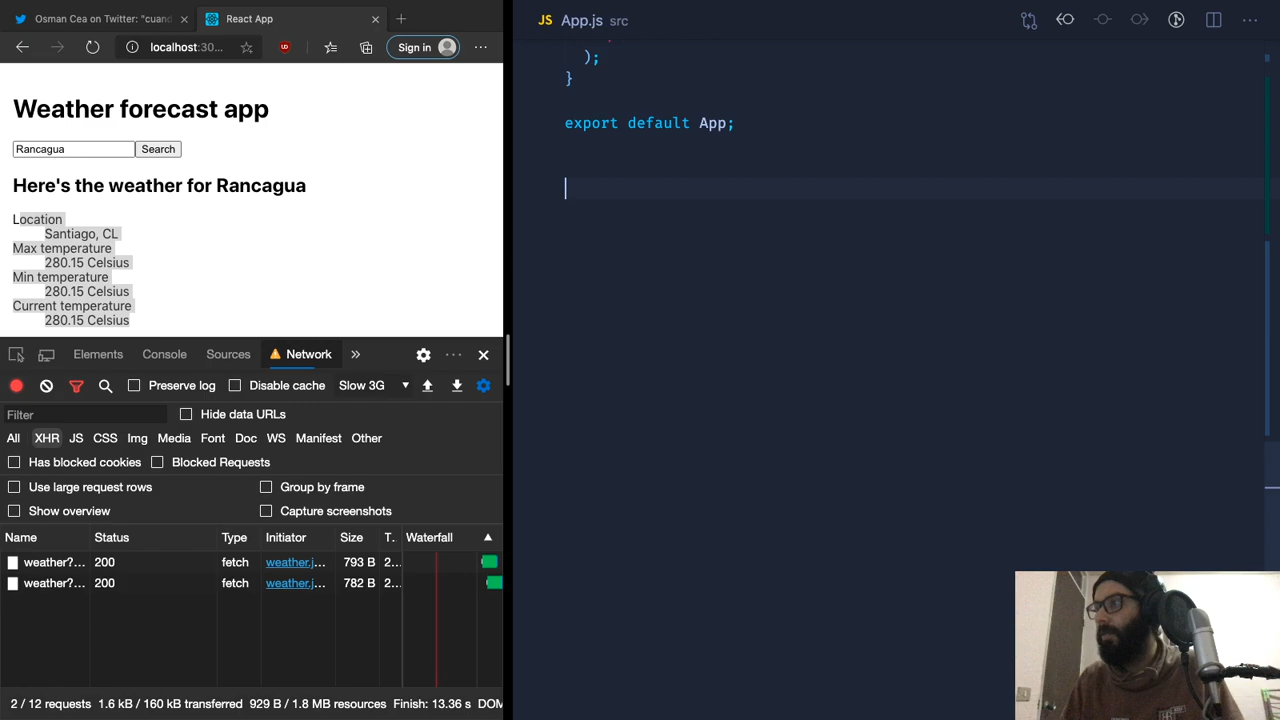 Osman Cea on Twitter: "cuand
React App
localhost:30...
Sign in
Weather forecast app
Rancagua
Search
Here's the weather for Rancagua
Location
Santiago, CL
Max temperature
280.15 Celsius
Min temperature
280.15 Celsius
Current temperature
280.15 Celsius
Elements Console Sources Network
Preserve log Disable cache Slow 3G
Filter
Hide data URLs
All XHR JS CSS Img Media Font Doc WS Manifest Other
Has blocked cookies Blocked Requests
Use large request rows Group by frame
Show overview Capture screenshots
Name Status Type Initiator Size T. Waterfall
weather?... 200 fetch weather.j... 793 B 2...
weather?... 200 fetch weather.j... 782 B 2...
2 / 12 requests 1.6 kB / 160 kB transferred 929 B / 1.8 MB resources Finish: 13.36 s DOM
JS App.js src
);
}
export default App;